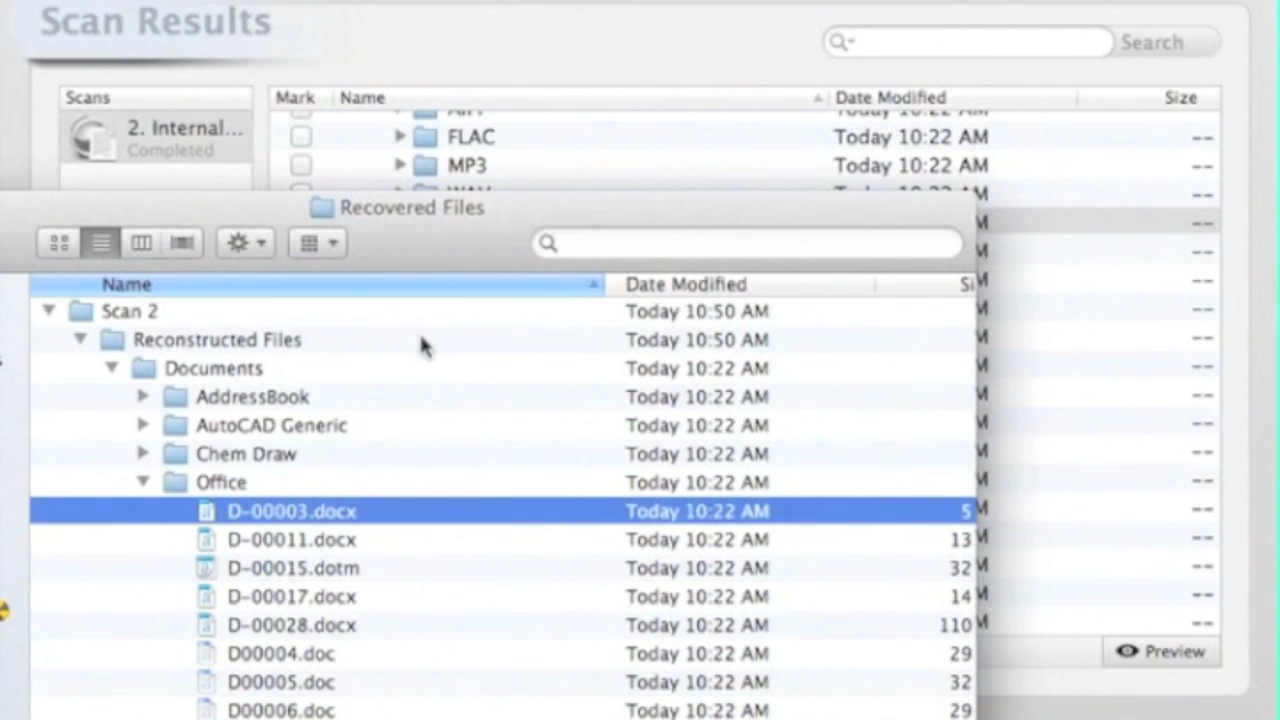 Scan Results
Search
Scans
Mark Name Date Modified Size
2. Internal...
Completed
Today 10:22 AM
FLAC Today 10:22 AM --
MP3 Today 10:22 AM --
WAV
Recovered Files
Name Date Modified
Scan 2 Today 10:50 AM
Reconstructed Files Today 10:50 AM
Documents Today 10:22 AM
AddressBook Today 10:22 AM
AutoCAD Generic Today 10:22 AM
Chem Draw Today 10:22 AM
Office Today 10:22 AM
D-00003.docx Today 10:22 AM 5
D-00011.docx Today 10:22 AM 13
D-00015.dotm Today 10:22 AM 32
D-00017.docx Today 10:22 AM 14
D-00028.docx Today 10:22 AM 110
D00004.doc Today 10:22 AM 29
Preview
D00005.doc Today 10:22 AM 32
D00006.doc Today 10:22 AM 29